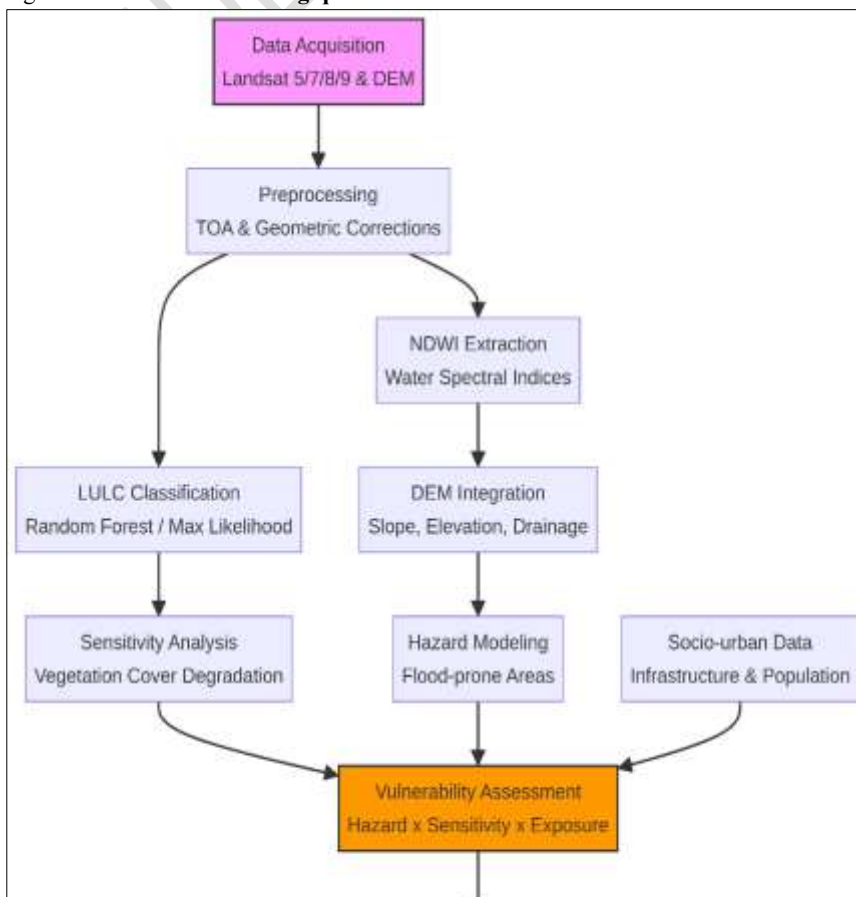 Data Acquisition
Landsat 5/7/8/9 & DEM
Preprocessing
TOA & Geometric Corrections
NDWI Extraction
Water Spectral Indices
LULC Classification
Random Forest / Max Likelihood
DEM Integration
Slope, Elevation, Drainage
Sensitivity Analysis
Vegetation Cover Degradation
Hazard Modeling
Flood-prone Areas
Socio-urban Data
Infrastructure & Population
Vulnerability Assessment
Hazard x Sensitivity x Exposure